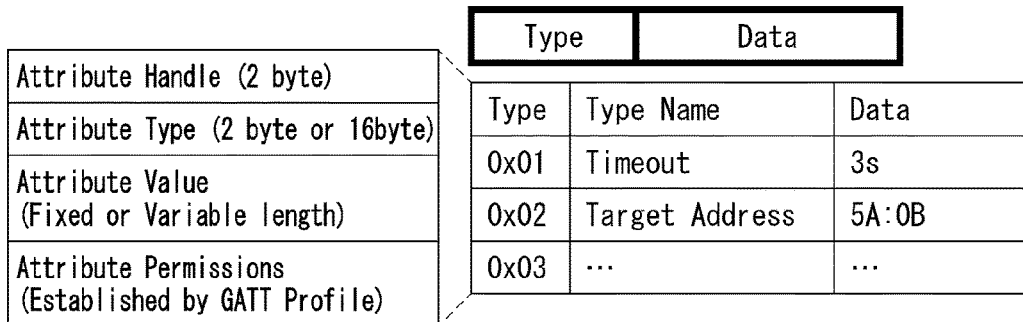 Attribute Handle (2 byte)
Attribute Type (2 byte or 16byte)
Attribute Value
(Fixed or Variable length)
Attribute Permissions
(Established by GATT Profile)
Type Data
Type Type Name Data
0x01 Timeout 3s
0x02 Target Address 5A:0B
0x03 ... ...